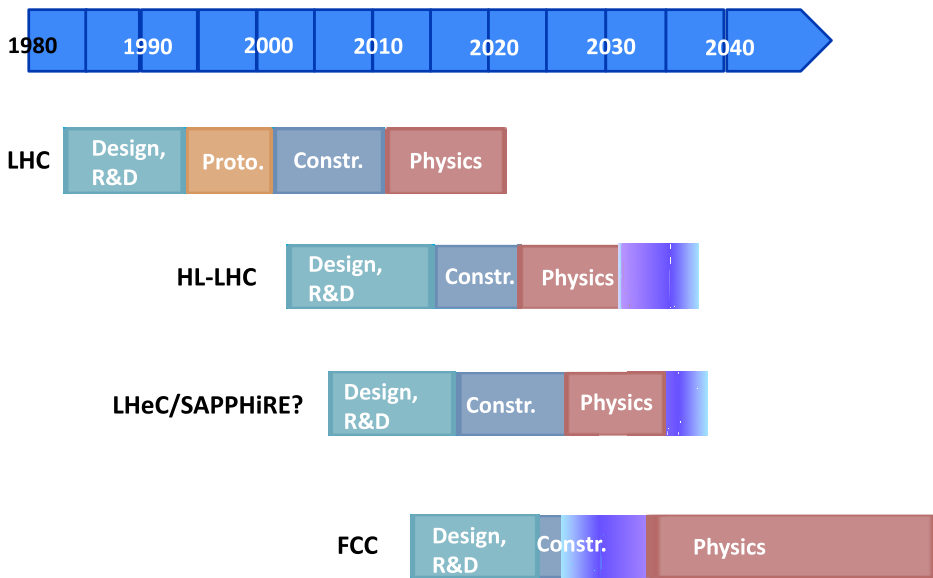 1980 1990 2000 2010 2020 2030 2040
LHC
Design,
R&D
Proto.
Constr.
Physics
HL-LHC
Design,
R&D
Constr.
Physics
LHeC/SAPPHiRE?
Design,
R&D
Constr.
Physics
FCC
Design,
R&D
Constr.
Physics